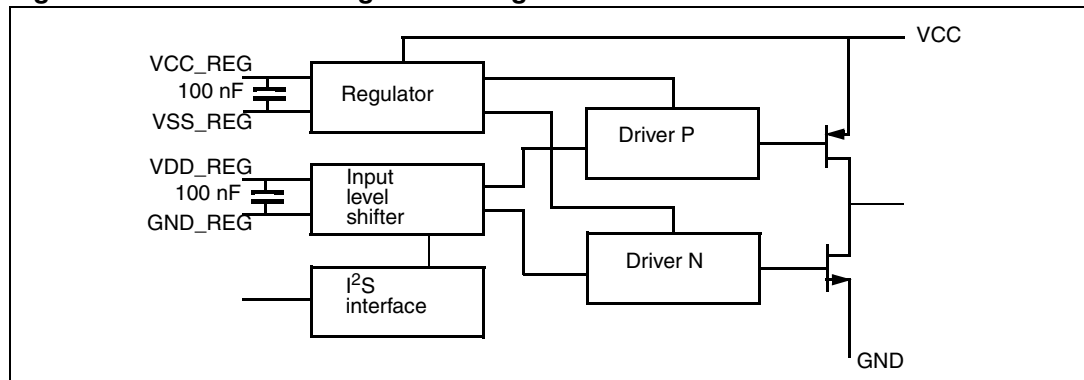 VCC
VCC_REG
100 nF
VSS_REG
Regulator
Driver P
VDD_REG
100 nF
GND_REG
Input
level
shifter
Driver N
I²S
interface
GND